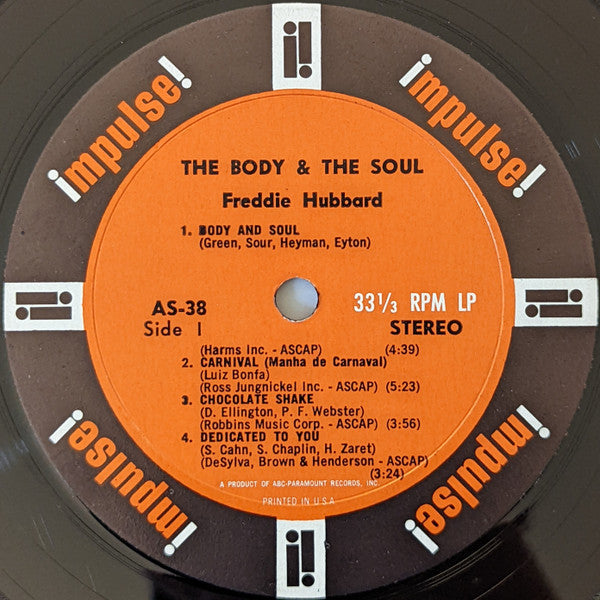 impulse!
impulse!
THE BODY & THE SOUL
Freddie Hubbard
1. BODY AND SOUL
(Green, Sour, Heyman, Eyton)
AS-38
33 1/3 RPM LP
Side 1
STEREO
(Harms Inc. - ASCAP) (4:39)
2. CARNIVAL (Manha de Carnaval)
(Luiz Bonfa)
(Ross Jungnickel Inc. - ASCAP) (5:23)
3. CHOCOLATE SHAKE
(D. Ellington, P. F. Webster)
(Robbins Music Corp. - ASCAP) (3:56)
4. DEDICATED TO YOU
(S. Cahn, S. Chaplin, H. Zaret)
(DeSylva, Brown & Henderson - ASCAP)
(3:24)
A PRODUCT OF ABC-PARAMOUNT RECORDS, INC.
PRINTED IN U.S.A
impulse!
impulse!